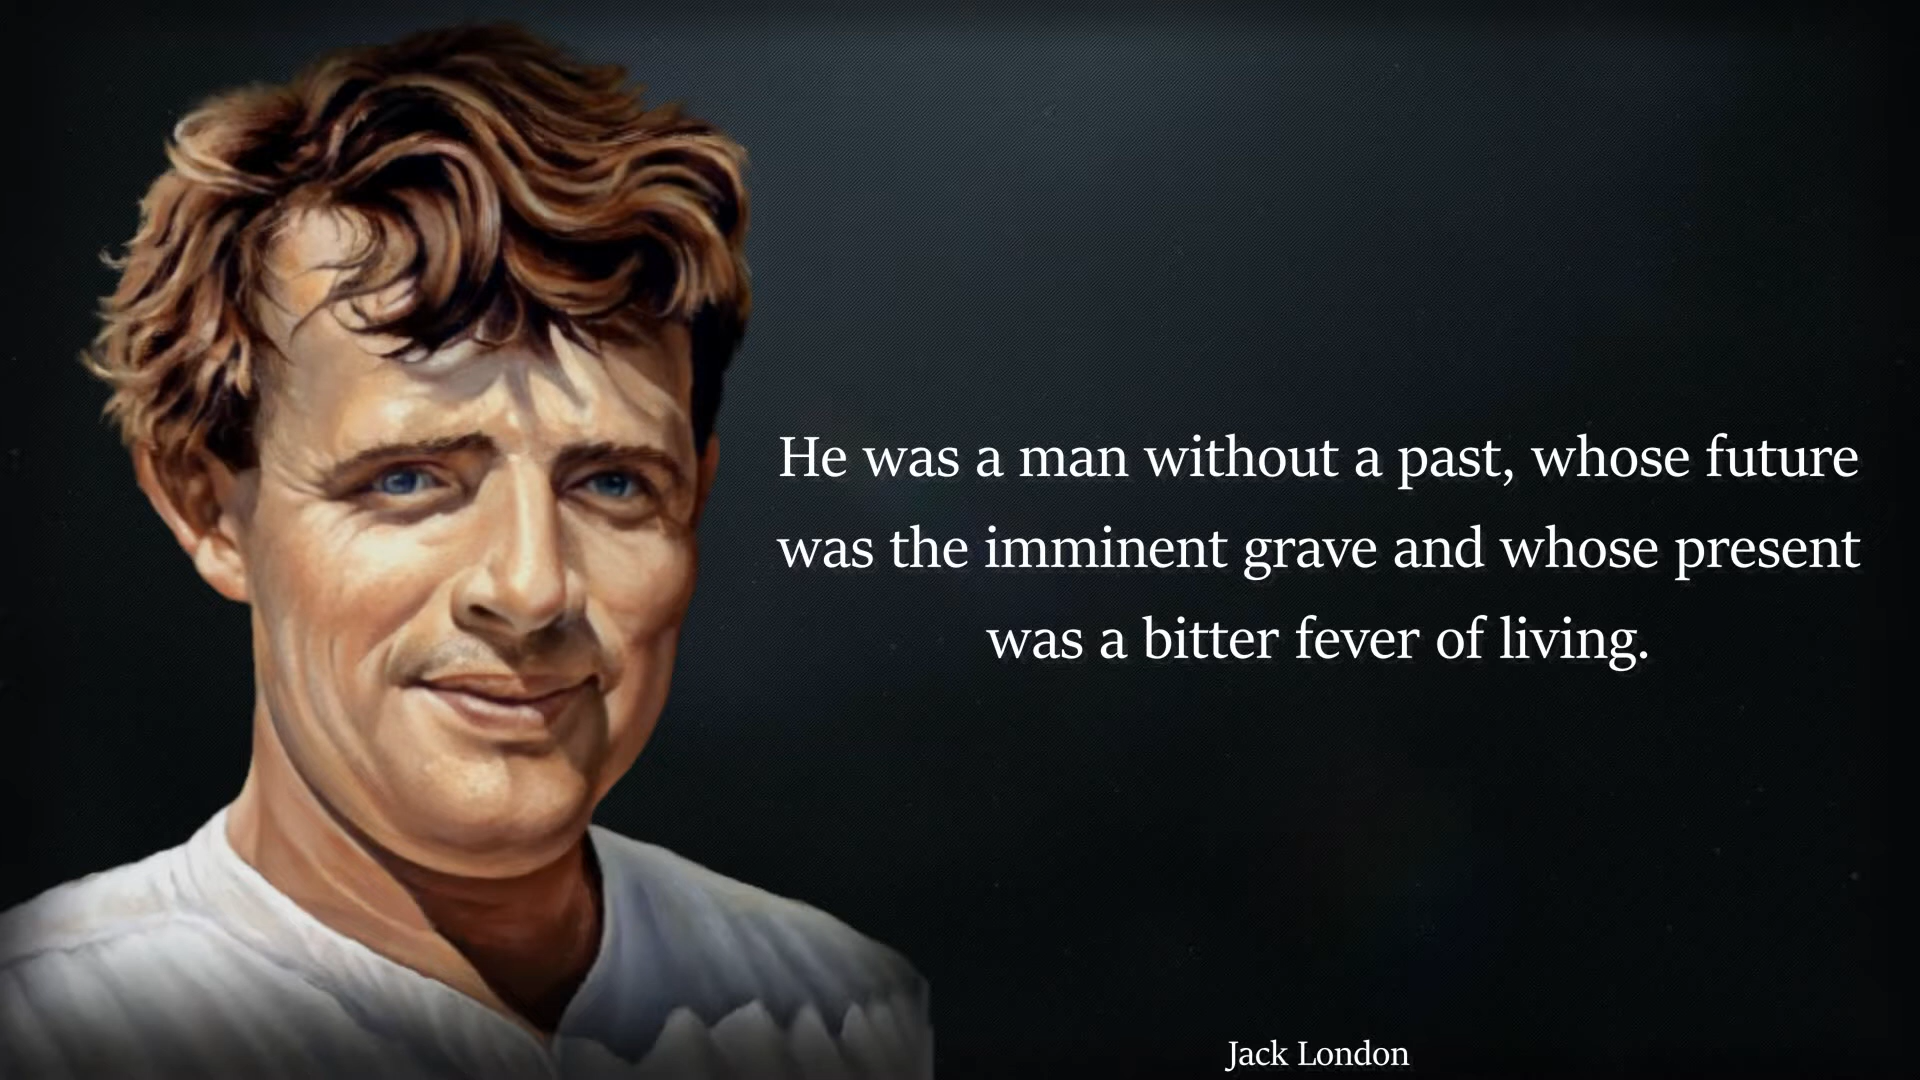 He was a man without a past, whose future
was the imminent grave and whose present
was a bitter fever of living.
Jack London